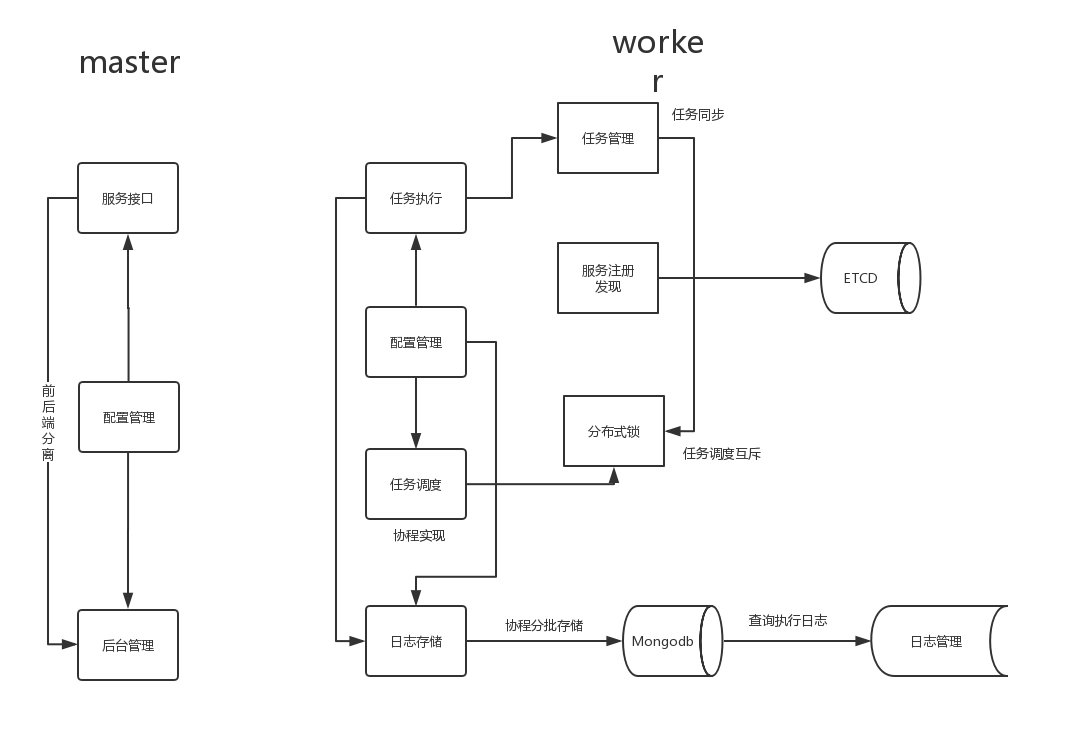 master
worke
r
任务同步
任务管理
服务接口
任务执行
服务注册
发现
ETCD
配置管理
前
后
端
分
离
配置管理
分布式锁
任务调度互斥
任务调度
协程实现
协程分批存储
查询执行日志
后台管理
日志存储
Mongodb
日志管理